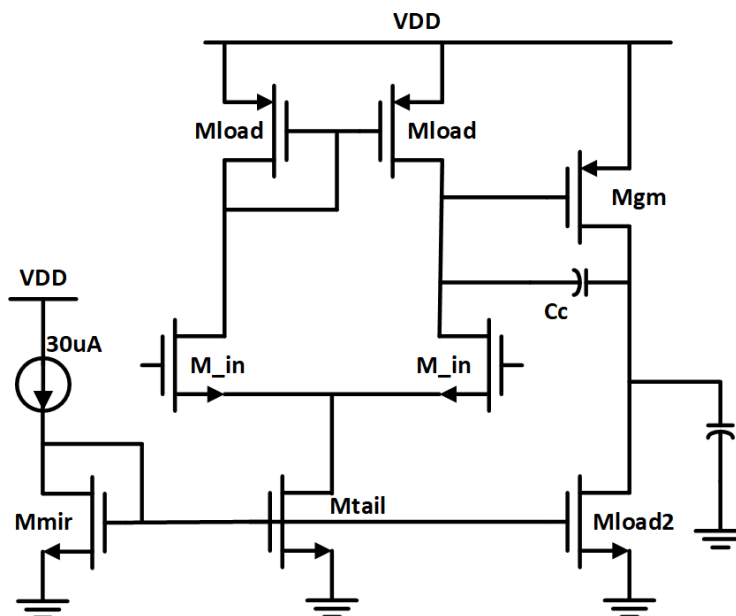 VDD
Mload
Mload
Mgm
VDD
Cc
30uA
M_in
M_in
Mmir
Mtail
Mload2